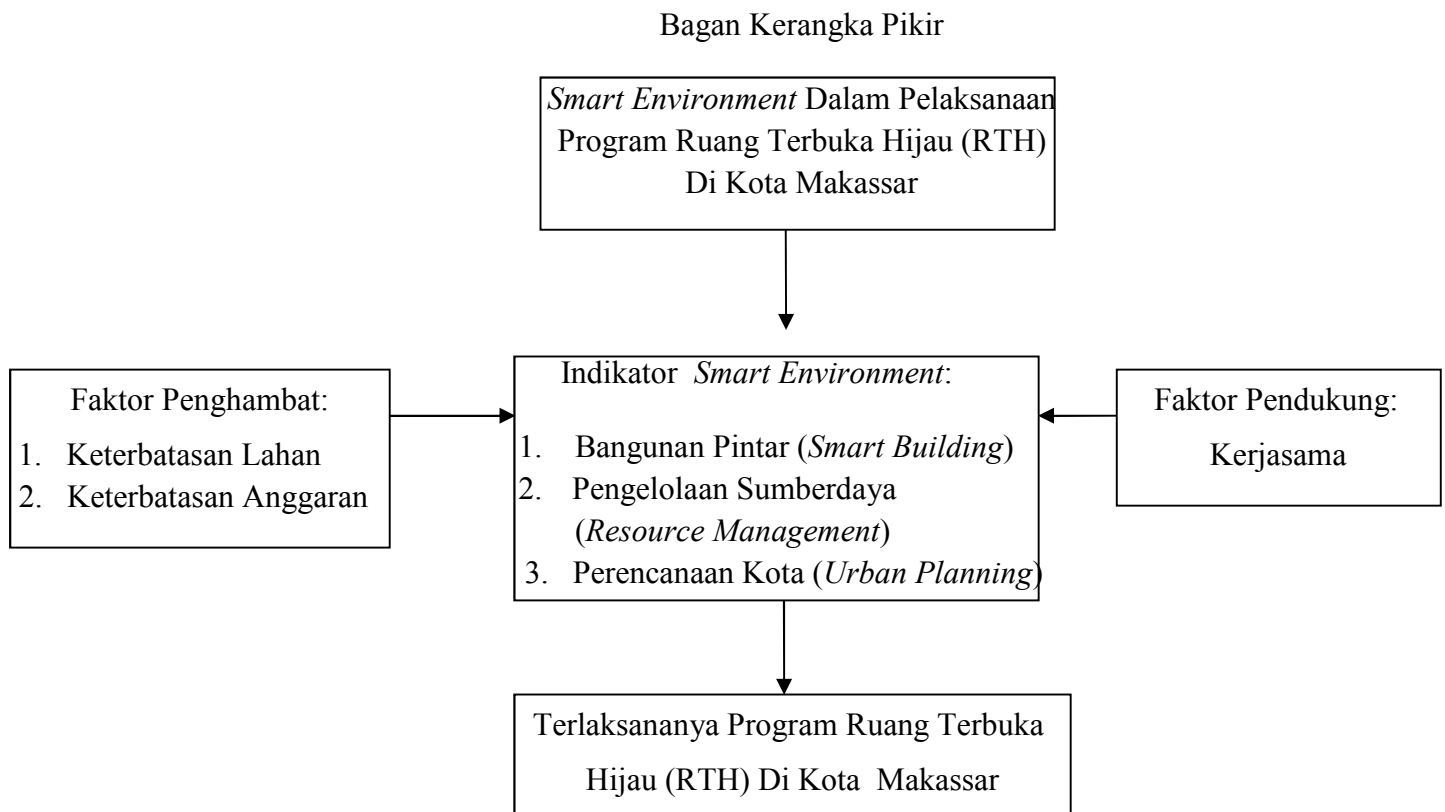 Bagan Kerangka Pikir
Smart Environment Dalam Pelaksanaan
Program Ruang Terbuka Hijau (RTH)
Di Kota Makassar
Faktor Penghambat:
1. Keterbatasan Lahan
2. Keterbatasan Anggaran
Indikator Smart Environment:
1. Bangunan Pintar (Smart Building)
2. Pengelolaan Sumberdaya
(Resource Management)
3. Perencanaan Kota (Urban Planning)
Faktor Pendukung:
Kerjasama
Terlaksananya Program Ruang Terbuka
Hijau (RTH) Di Kota Makassar